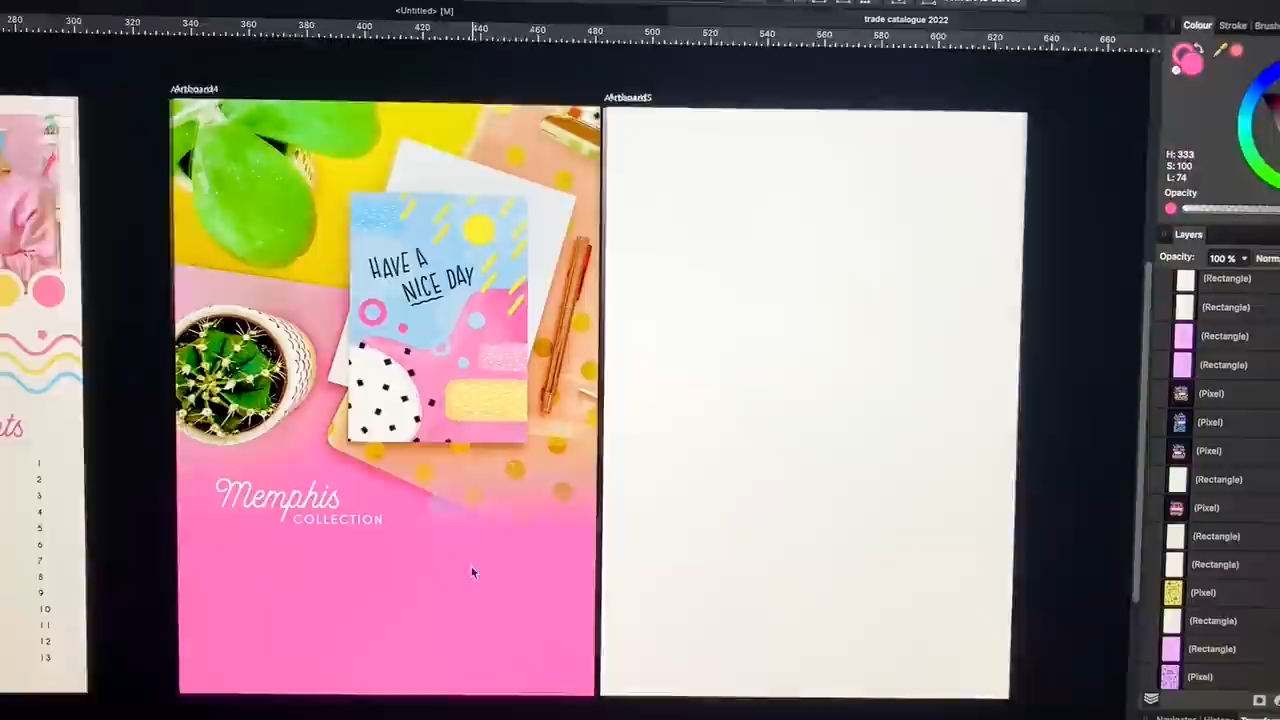 <Untitled> [M]
trade catalogue 2022
280 300 320 340 360 380 400 420 440 460 480 500 520 540 560 580 600 620 640 660
Colour Stroke
H: 333
S: 100
L: 74
Opacity
Layers
Opacity: 100 %
(Rectangle)
(Rectangle)
(Rectangle)
(Rectangle)
(Pixel)
(Pixel)
(Pixel)
(Rectangle)
(Pixel)
(Rectangle)
(Rectangle)
(Pixel)
(Rectangle)
(Rectangle)
(Pixel)
HAVE A
NICE DAY
Memphis
COLLECTION
1
2
3
4
5
6
7
8
9
10
11
12
13